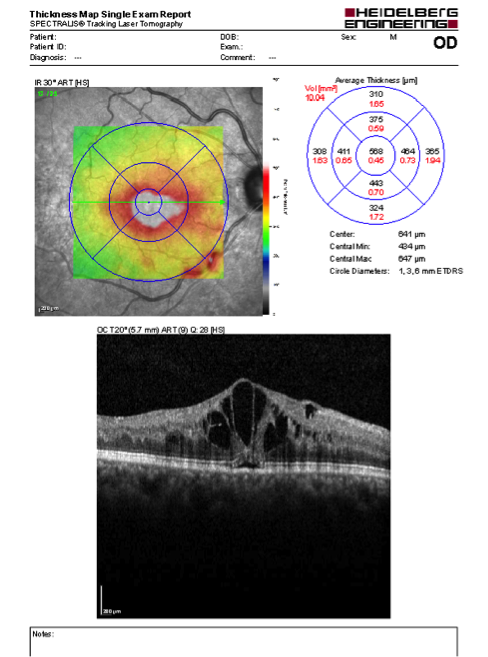 Thickness Map Single Exam Report
SPECTRALIS® Tracking Laser Tomography
HEIDELBERG
ENGINEERING
Patient:
DOB:
Sex:
M
OD
Patient ID:
Exam.:
Diagnosis: ---
Comment: ---
IR 30° ART [HS]
200 µm
Average Thickness [µm]
Vol [mm³]
10.04
310
1.65
375
0.59
308
1.63
411
0.65
568
0.45
464
0.73
365
1.94
443
0.70
324
1.72
Center: 641 µm
Central Min: 434 µm
Central Max: 647 µm
Circle Diameters: 1, 3, 6 mm ETDRS
OCT 20° (5.7 mm) ART (9) Q: 28 [HS]
200 µm
Notes: